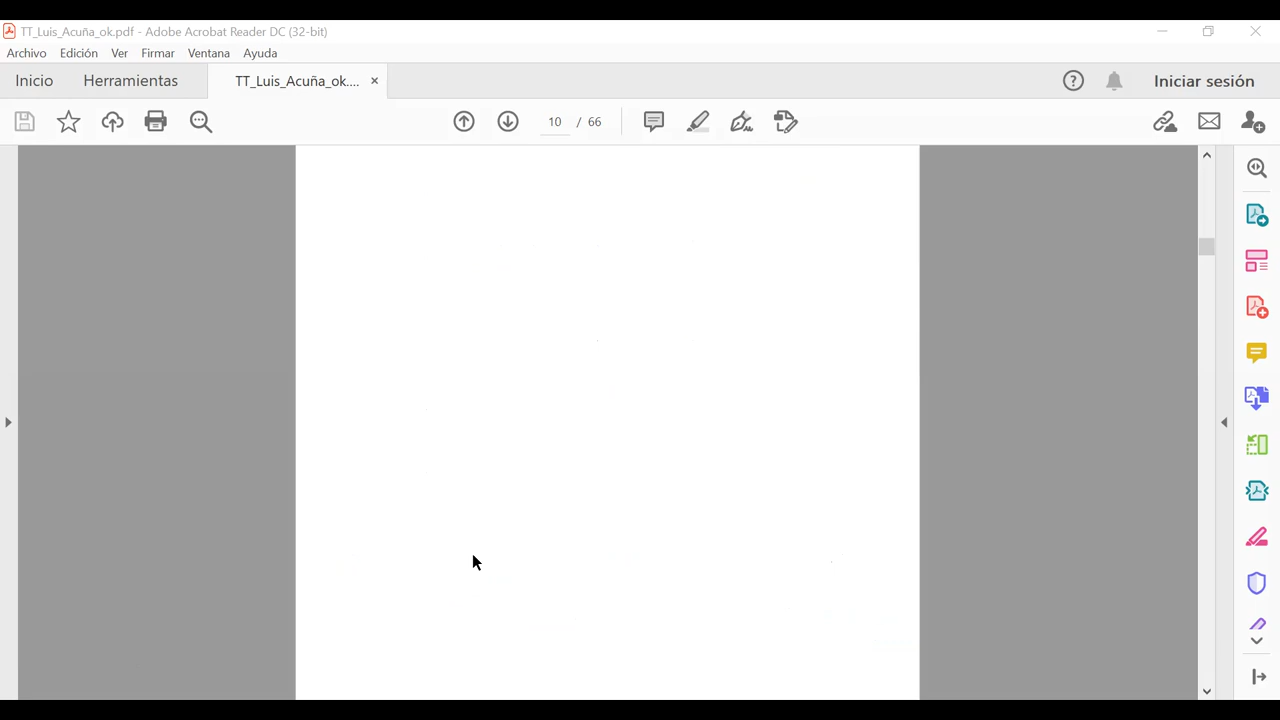 TT_Luis_Acuña_ok.pdf - Adobe Acrobat Reader DC (32-bit)
Archivo Edición Ver Firmar Ventana Ayuda
Inicio Herramientas TT_Luis_Acuña_ok.... × Iniciar sesión
10 / 66